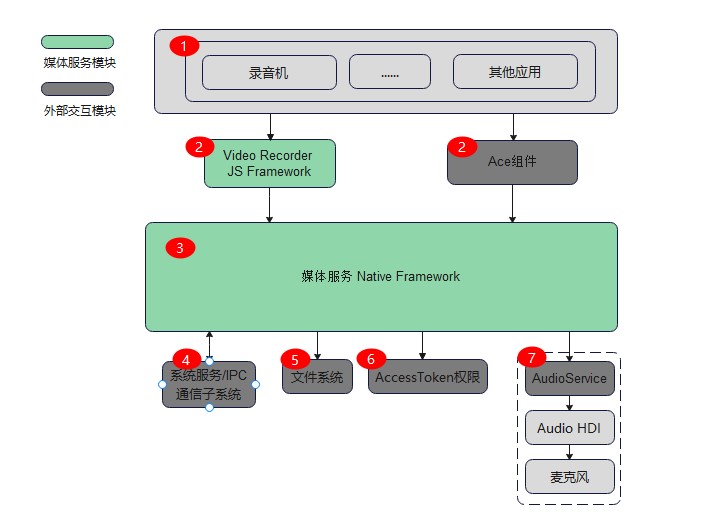 媒体服务模块
外部交互模块
1
录音机
......
其他应用
2
Video Recorder
JS Framework
2
Ace组件
3
媒体服务 Native Framework
4
系统服务/IPC
通信子系统
5
文件系统
6
AccessToken权限
7
AudioService
Audio HDI
麦克风